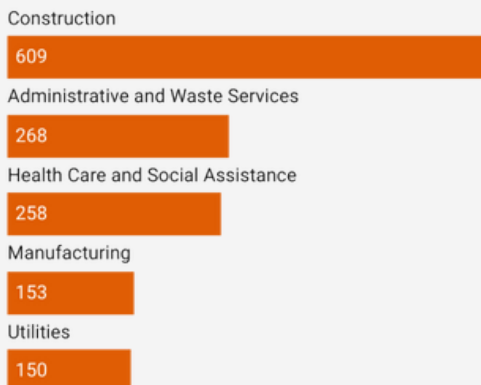 Construction
609
Administrative and Waste Services
268
Health Care and Social Assistance
258
Manufacturing
153
Utilities
150